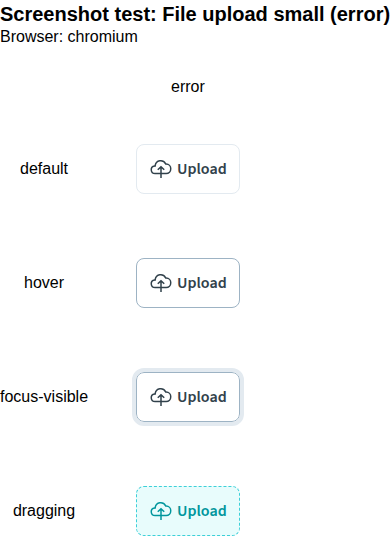 Screenshot test: File upload small (error)
Browser: chromium
error
default Upload
hover Upload
focus-visible Upload
dragging Upload